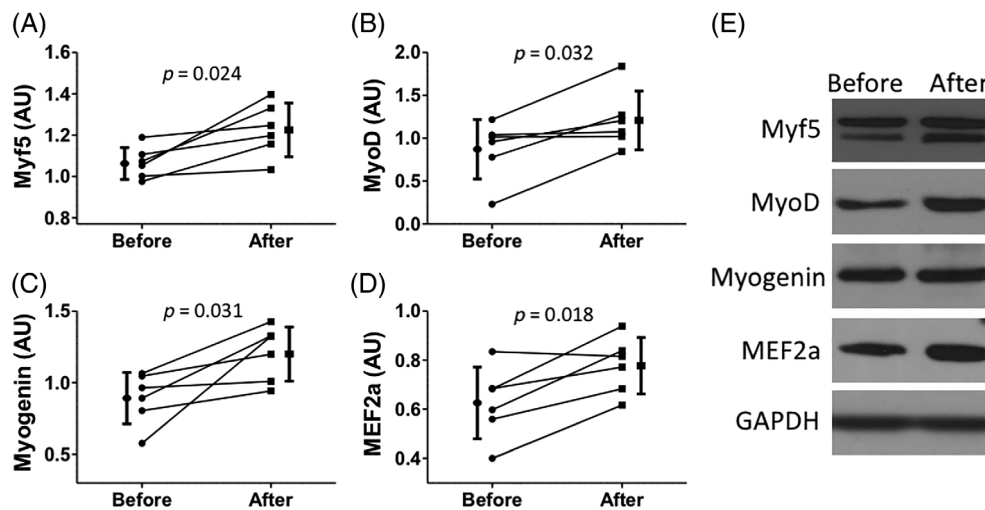 (A)
1.6
1.4
1.2
1.0
0.8
Myf5 (AU)
p = 0.024
Before After
(B)
2.0
1.5
1.0
0.5
0.0
MyoD (AU)
p = 0.032
Before After
(C)
1.5
1.0
0.5
Myogenin (AU)
p = 0.031
Before After
(D)
1.0
0.8
0.6
0.4
MEF2a (AU)
p = 0.018
Before After
(E)
Before After
Myf5
MyoD
Myogenin
MEF2a
GAPDH